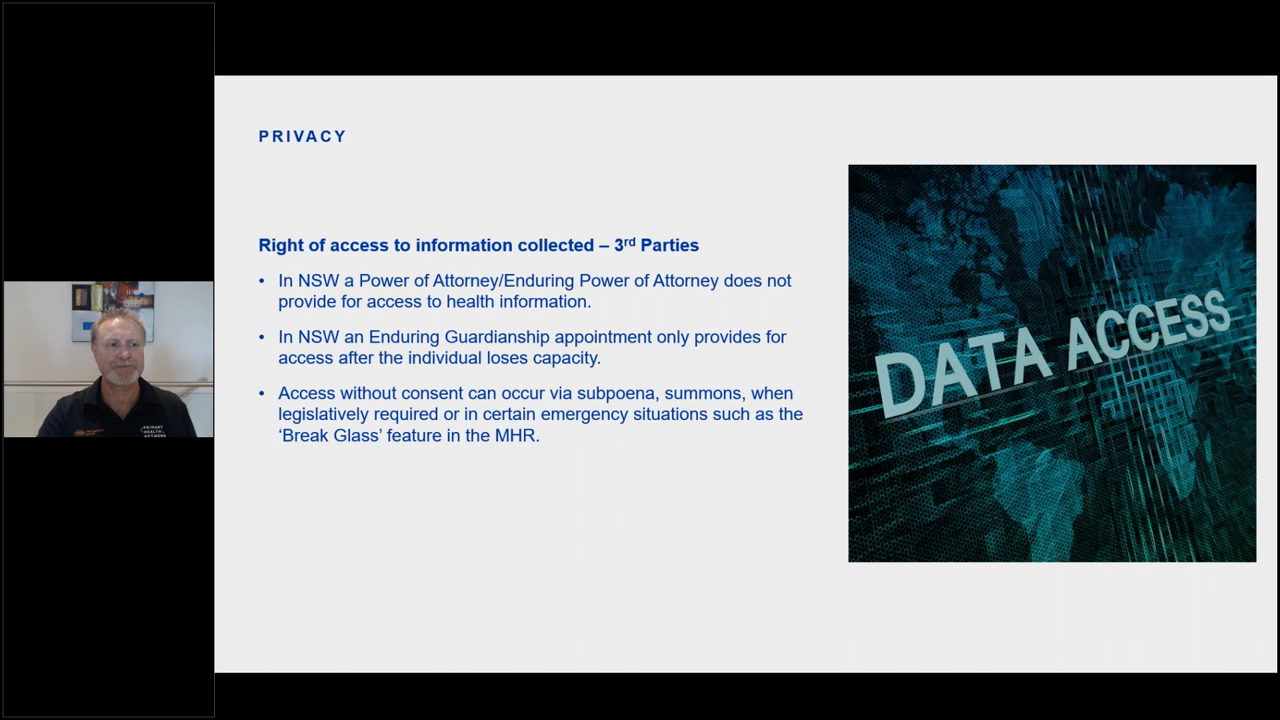 PRIVACY
Right of access to information collected – 3rd Parties
• In NSW a Power of Attorney/Enduring Power of Attorney does not
provide for access to health information.
• In NSW an Enduring Guardianship appointment only provides for
access after the individual loses capacity.
• Access without consent can occur via subpoena, summons, when
legislatively required or in certain emergency situations such as the
‘Break Glass’ feature in the MHR.
DATA ACCESS
PRIMARY
HEALTH
NETWORK